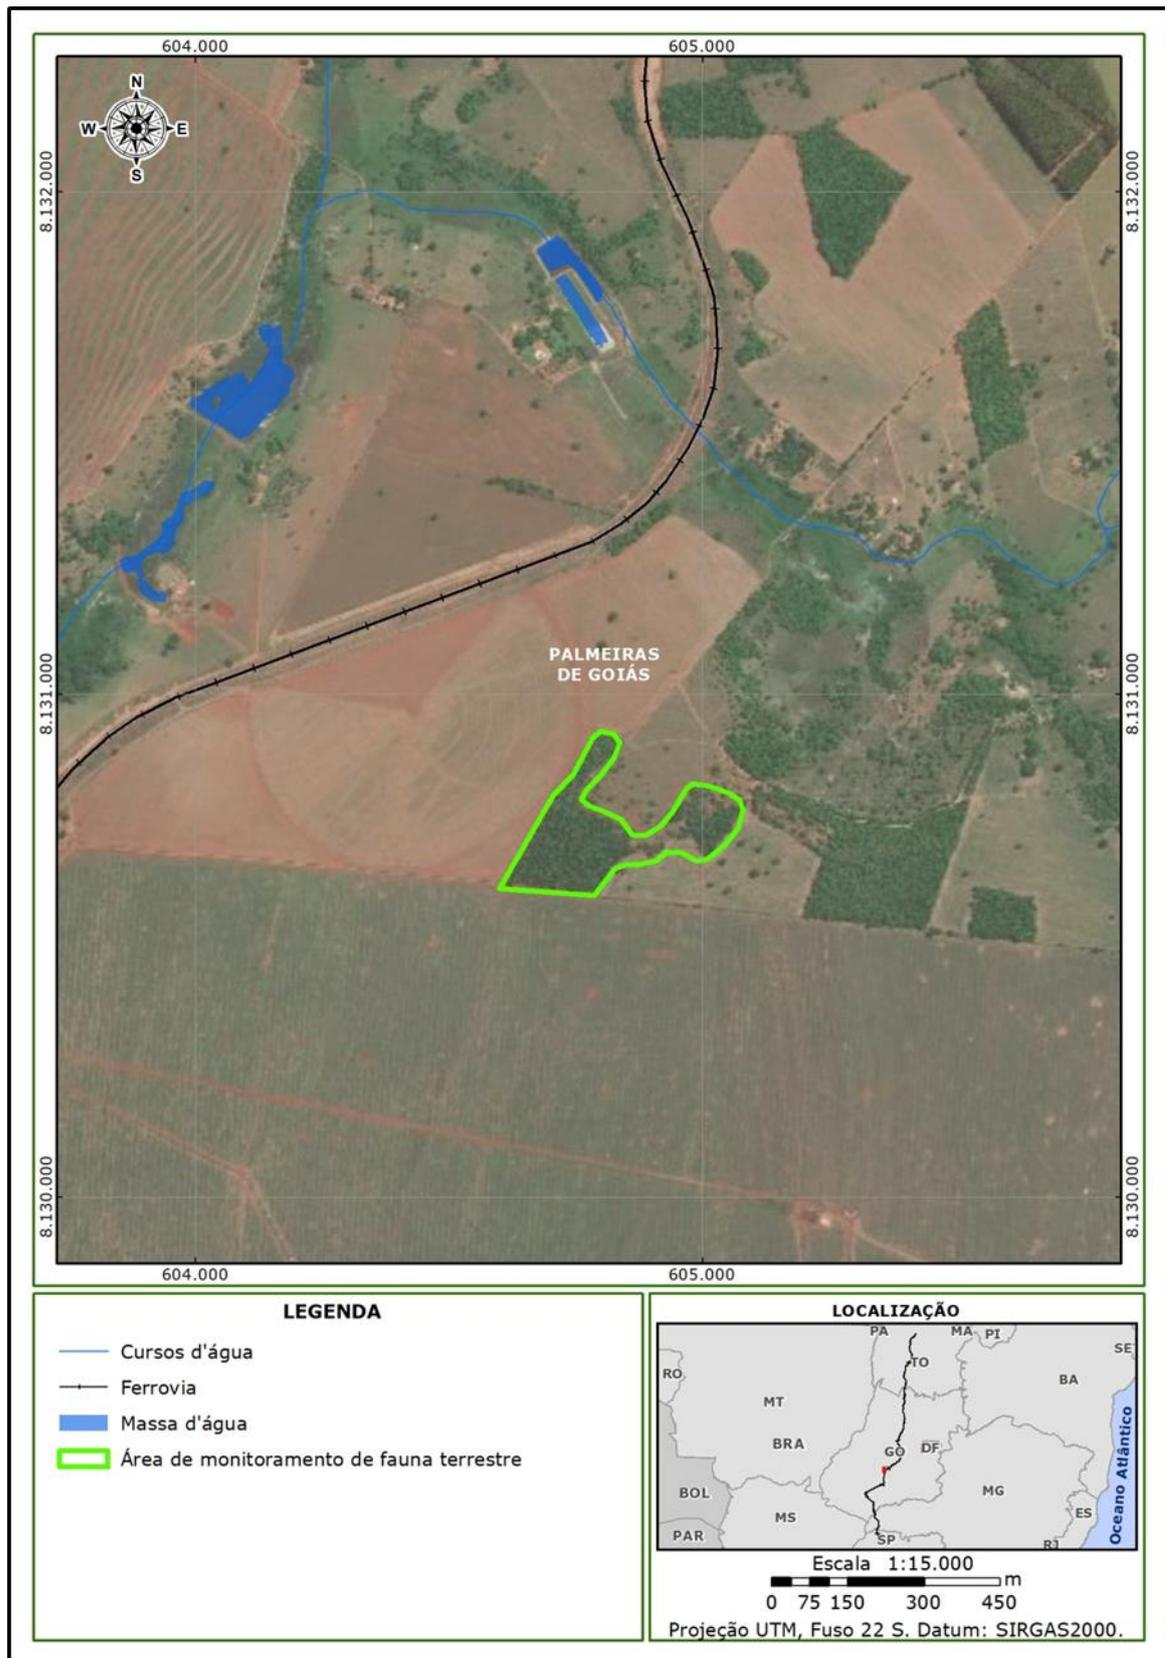 604.000 605.000
N
W E
S
8.132.000 8.132.000
PALMEIRAS
DE GOIÁS
8.131.000 8.131.000
8.130.000 8.130.000
604.000 605.000
LEGENDA
Cursos d'água
Ferrovia
Massa d'água
Área de monitoramento de fauna terrestre
LOCALIZAÇÃO
PA MA PI
SE
TO
RO
BA
MT
BRA
GO DF
BOL
MG
MS
ES
PAR
SP
RJ
Oceano Atlântico
Escala 1:15.000
m
0 75 150 300 450
Projeção UTM, Fuso 22 S. Datum: SIRGAS2000.